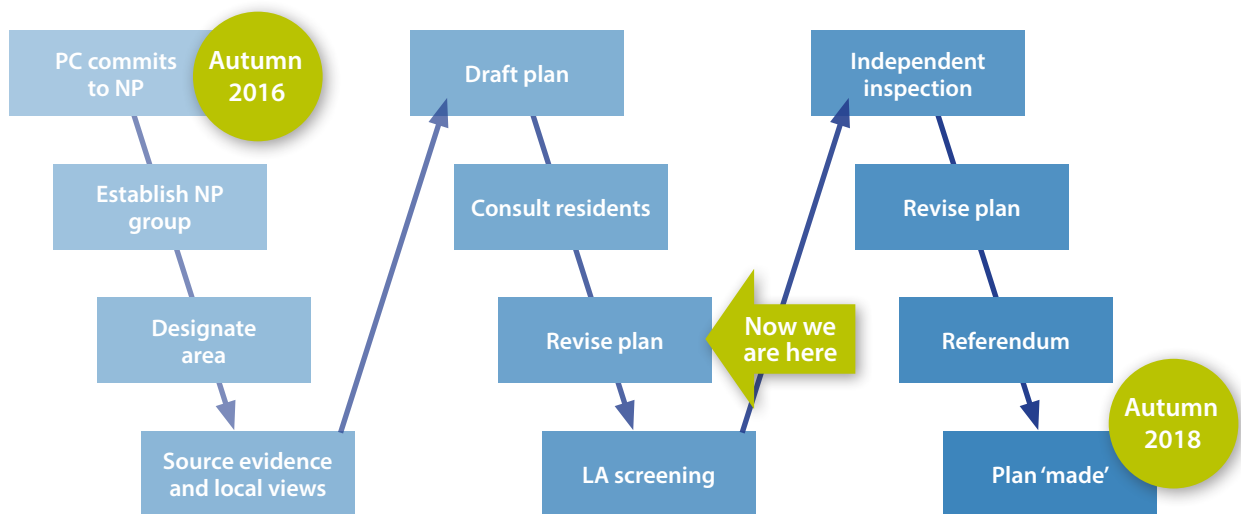 PC commits
to NP
Autumn
2016
Establish NP
group
Designate
area
Source evidence
and local views
Draft plan
Consult residents
Revise plan
Now we
are here
LA screening
Independent
inspection
Revise plan
Referendum
Autumn
2018
Plan ‘made’